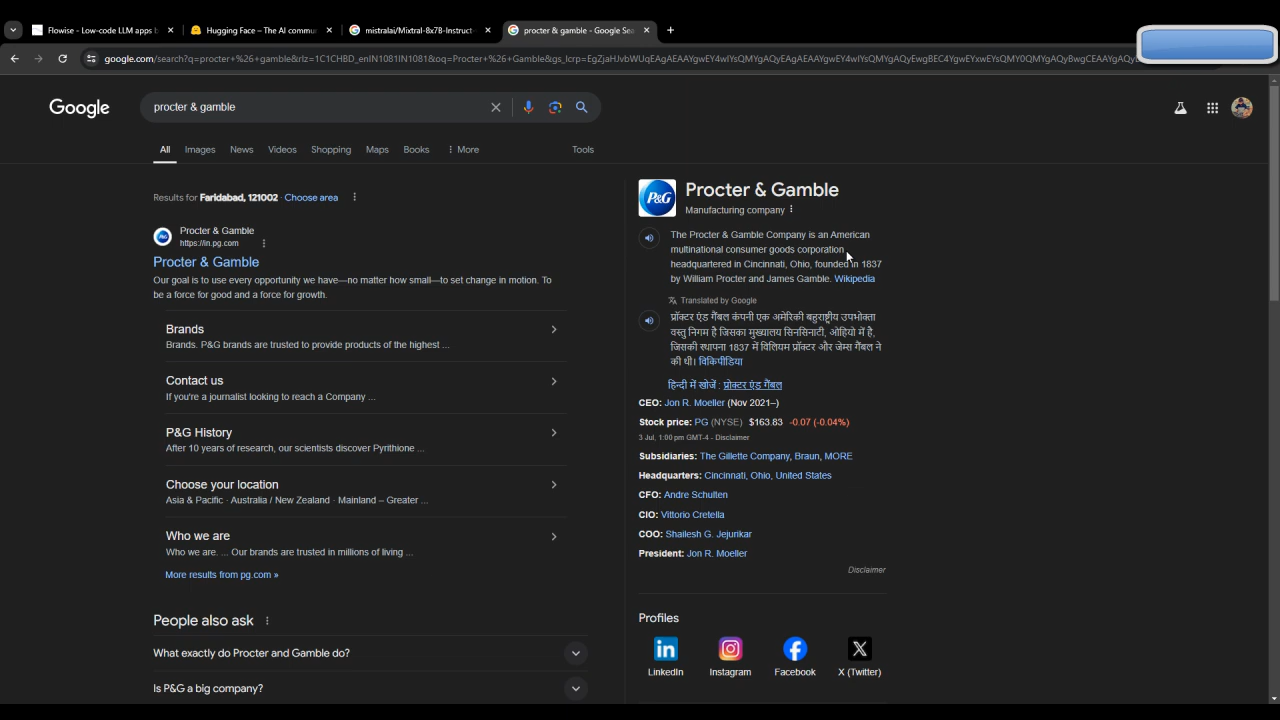 Flowise - Low-code LLM apps b
Hugging Face – The AI commu
mistralai/Mixtral-8x7B-Instruct
procter & gamble - Google Sea
google.com/search?q=procter+%26+gamble&rlz=1C1CHBD_enIN1081IN1081&oq=Procter+%26+Gamble&gs_lcrp=
Google
procter & gamble
All Images News Videos Shopping Maps Books More Tools
Results for Faridabad, 121002 · Choose area
Procter & Gamble
https://in.pg.com
Procter & Gamble
Our goal is to use every opportunity we have—no matter how small—to set change in motion. To
be a force for good and a force for growth.
Brands
Brands. P&G brands are trusted to provide products of the highest ...
Contact us
If you're a journalist looking to reach a Company ...
P&G History
After 10 years of research, our scientists discover Pyrithione ...
Choose your location
Asia & Pacific · Australia / New Zealand · Mainland – Greater ...
Who we are
Who we are. ... Our brands are trusted in millions of living ...
More results from pg.com »
People also ask
What exactly do Procter and Gamble do?
Is P&G a big company?
P&G
Procter & Gamble
Manufacturing company
The Procter & Gamble Company is an American
multinational consumer goods corporation
headquartered in Cincinnati, Ohio, founded in 1837
by William Procter and James Gamble. Wikipedia
Translated by Google
प्रॉक्टर एंड गैंबल कंपनी एक अमेरिकी बहुराष्ट्रीय उपभोक्ता
वस्तु निगम है जिसका मुख्यालय सिनसिनाटी, ओहियो में है,
जिसकी स्थापना 1837 में विलियम प्रॉक्टर और जेम्स गैंबल ने
की थी। विकिपीडिया
हिन्दी में खोजें : प्रोक्टर एंड गैंबल
CEO: Jon R. Moeller (Nov 2021–)
Stock price: PG (NYSE) $163.83 -0.07 (-0.04%)
3 Jul, 1:00 pm GMT-4 - Disclaimer
Subsidiaries: The Gillette Company, Braun, MORE
Headquarters: Cincinnati, Ohio, United States
CFO: Andre Schulten
CIO: Vittorio Cretella
COO: Shailesh G. Jejurikar
President: Jon R. Moeller
Disclaimer
Profiles
LinkedIn Instagram Facebook X (Twitter)